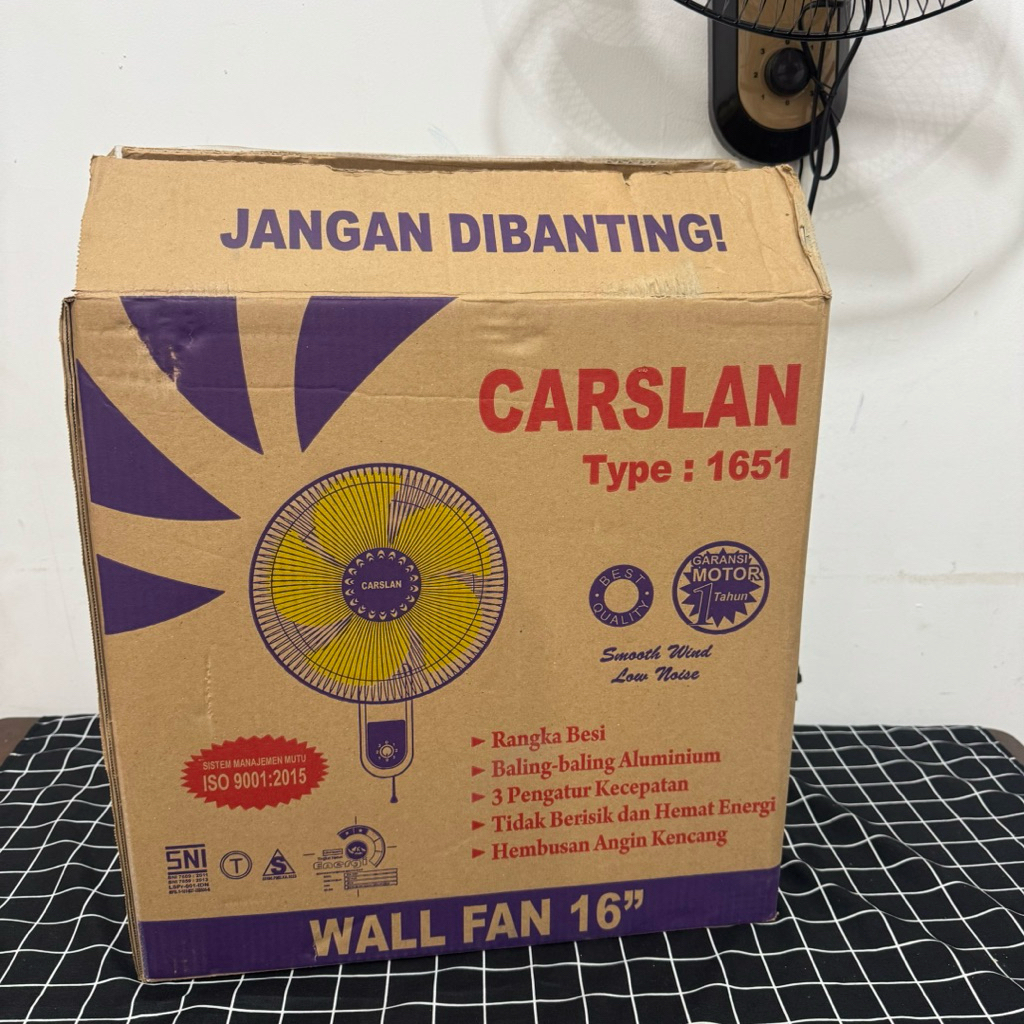 JANGAN DIBANTING!
CARSLAN
Type : 1651
CARSLAN
BEST QUALITY
GARANSI
MOTOR
1 Tahun
Smooth Wind
Low Noise
► Rangka Besi
► Baling-baling Aluminium
► 3 Pengatur Kecepatan
► Tidak Berisik dan Hemat Energi
► Hembusan Angin Kencang
SISTEM MANAJEMEN MUTU
ISO 9001:2015
SNI
T
S
WALL FAN 16”